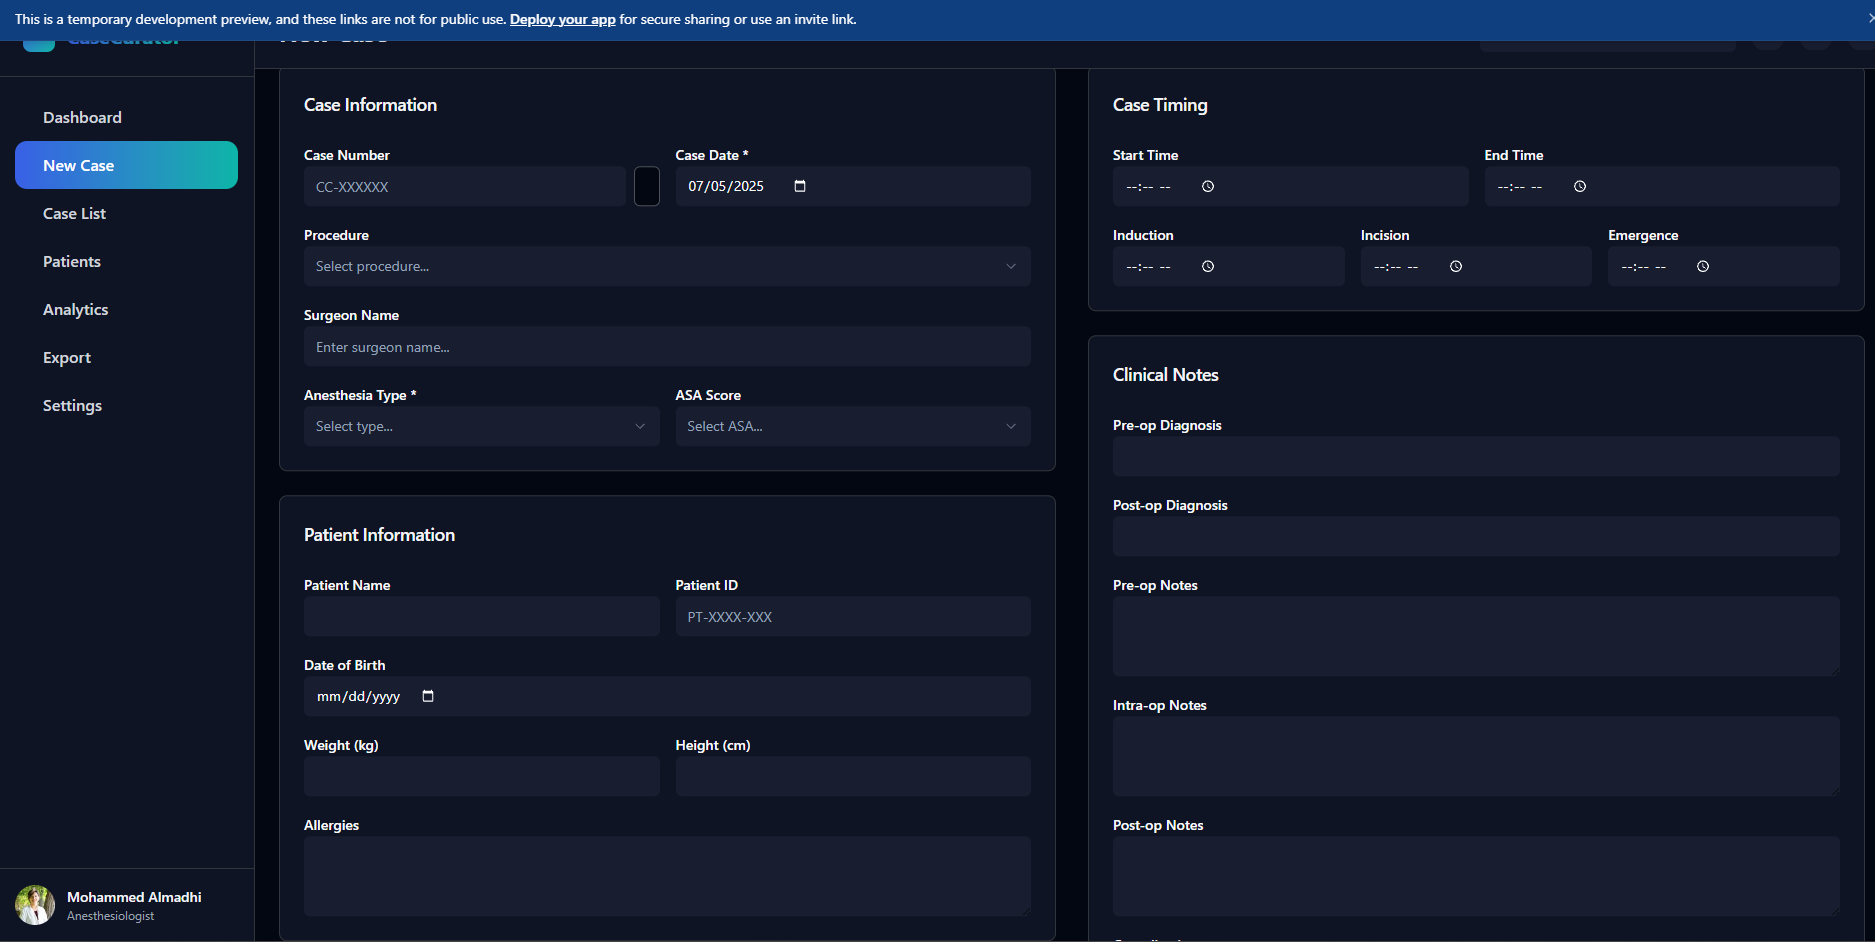 This is a temporary development preview, and these links are not for public use. Deploy your app for secure sharing or use an invite link.
CaseCurator
New Case
Dashboard
New Case
Case List
Patients
Analytics
Export
Settings
Mohammed Almadhi
Anesthesiologist
Case Information
Case Number
CC-XXXXXX
Case Date *
07/05/2025
Procedure
Select procedure...
Surgeon Name
Enter surgeon name...
Anesthesia Type *
Select type...
ASA Score
Select ASA...
Patient Information
Patient Name
Patient ID
PT-XXXX-XXX
Date of Birth
mm/dd/yyyy
Weight (kg)
Height (cm)
Allergies
Case Timing
Start Time
--:-- --
End Time
--:-- --
Induction
--:-- --
Incision
--:-- --
Emergence
--:-- --
Clinical Notes
Pre-op Diagnosis
Post-op Diagnosis
Pre-op Notes
Intra-op Notes
Post-op Notes